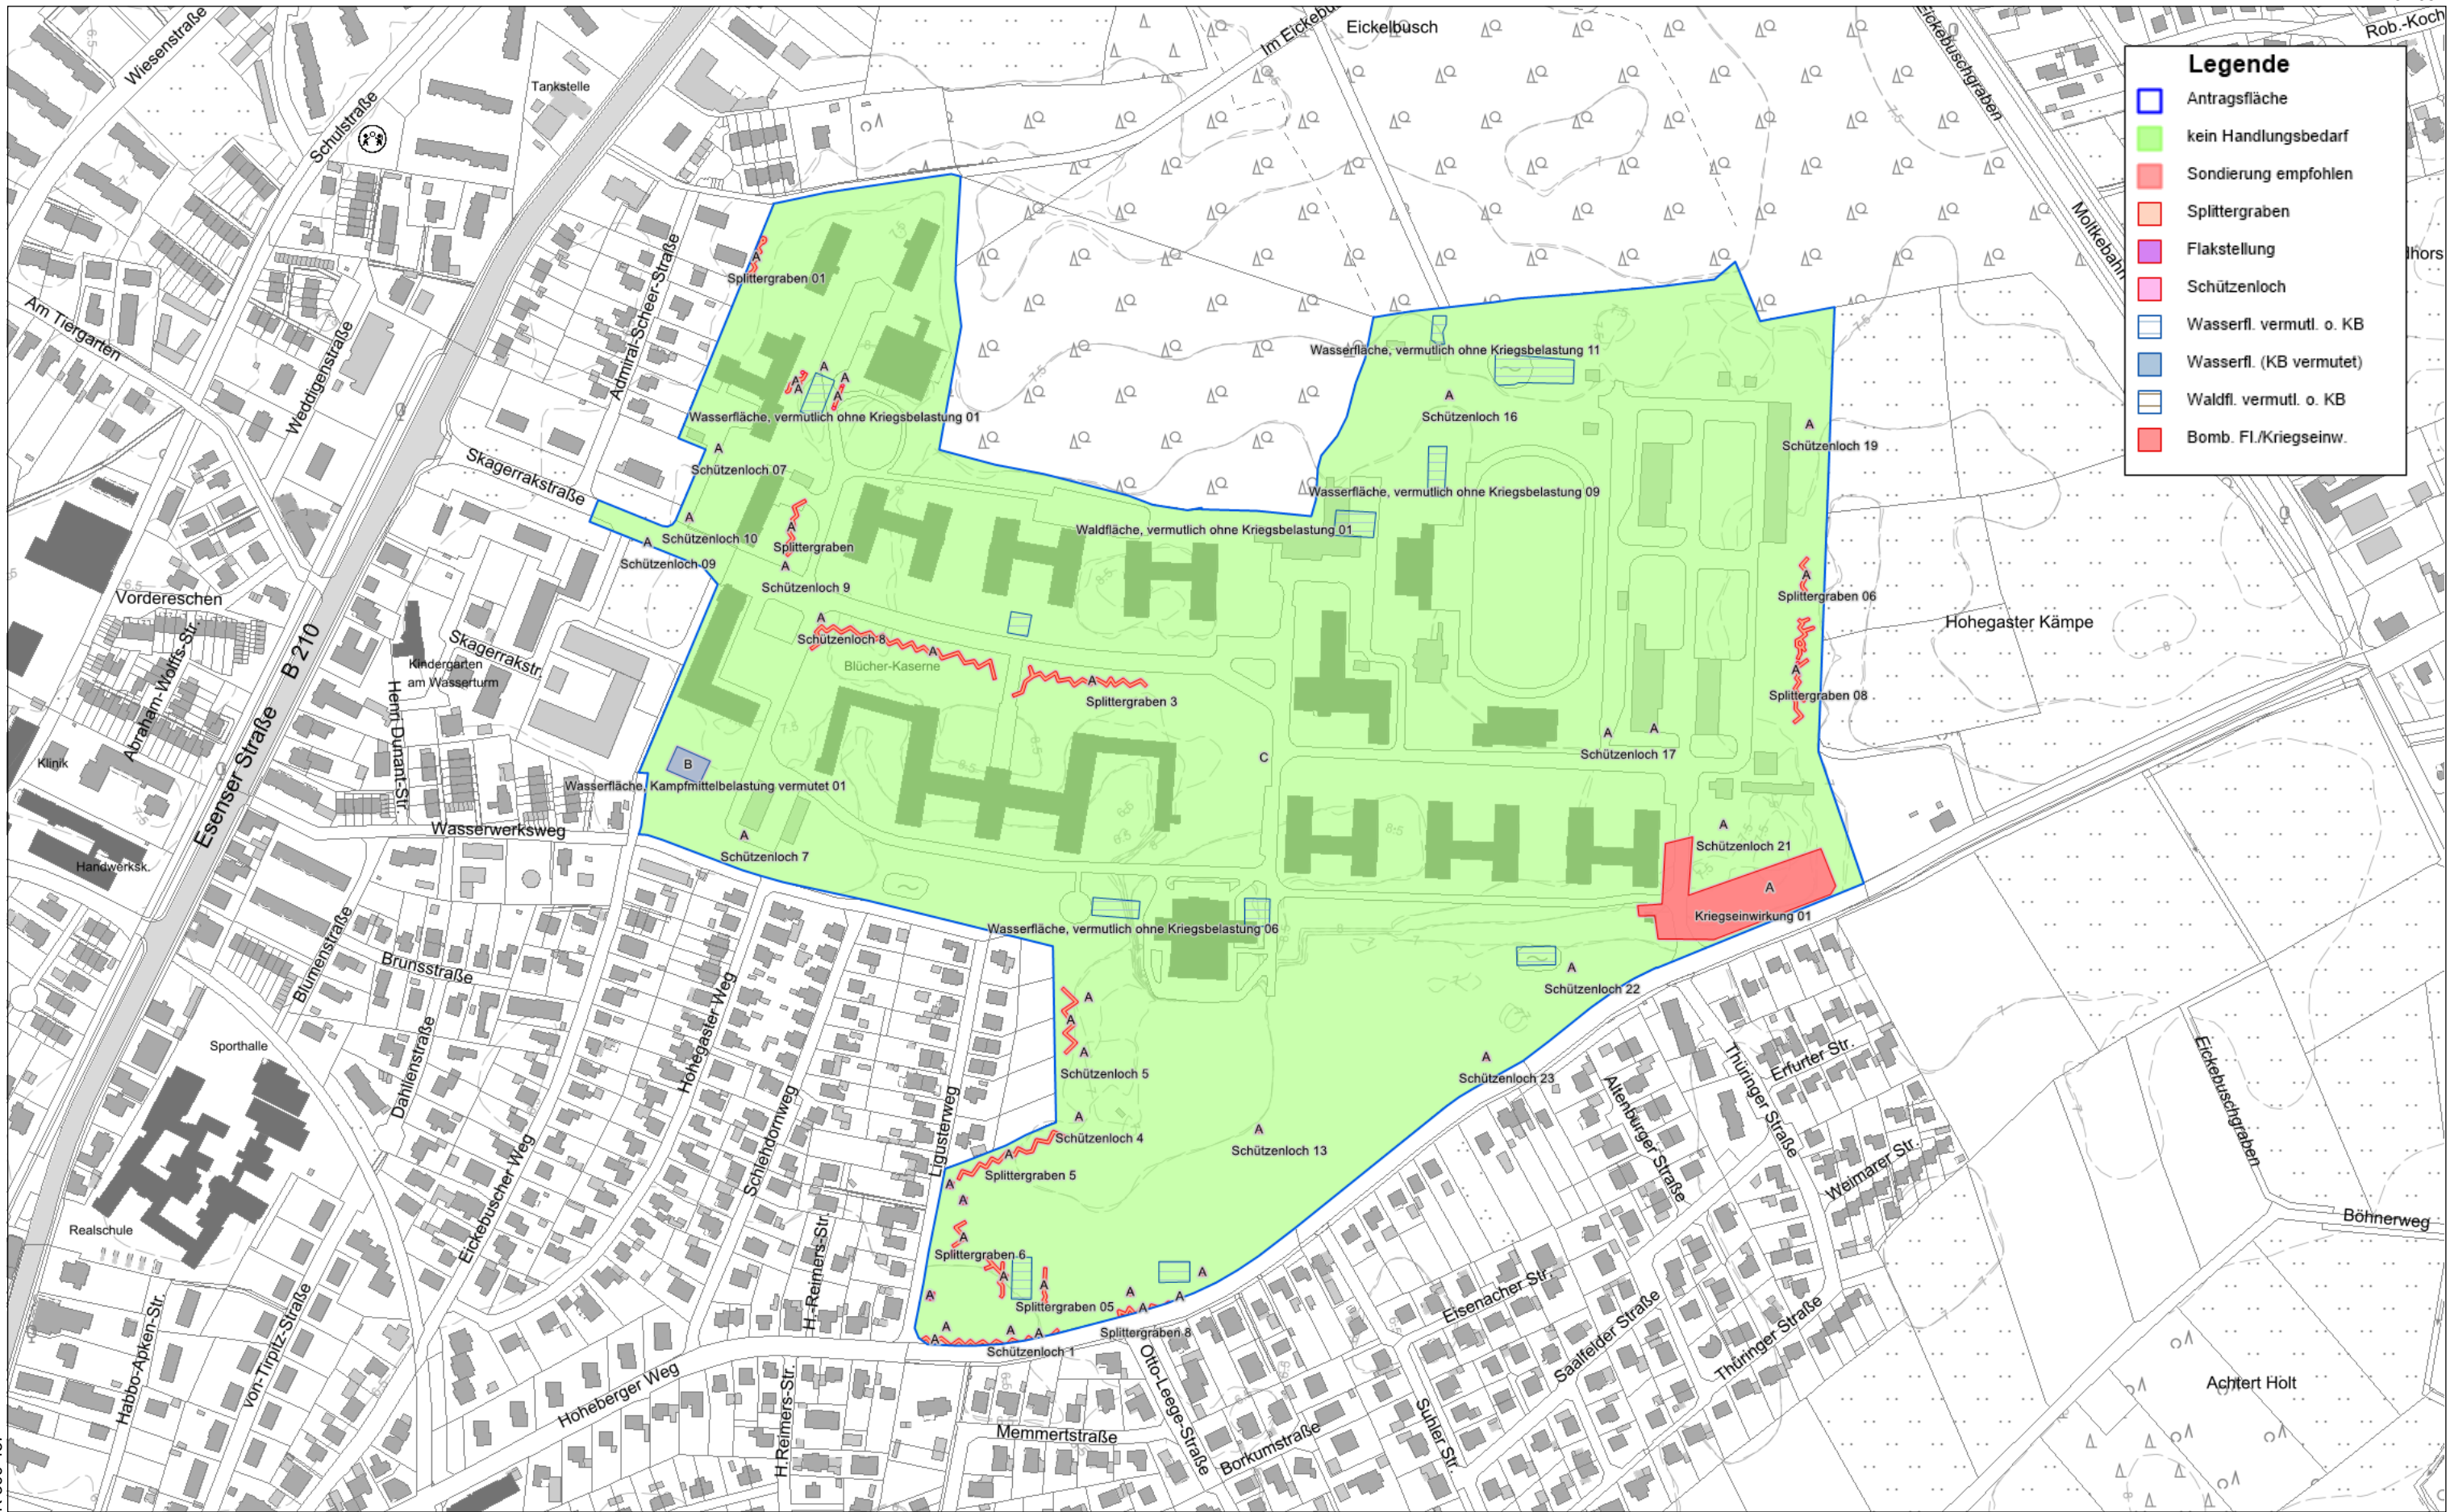 Wiesenstraße
Schulstraße
Tankstelle
Im Eickebu
Eickelbusch
Eickebuschgraben
Rob.-Koch
Legende
Antragsfläche
kein Handlungsbedarf
Sondierung empfohlen
Splittergraben
Flakstellung
Schützenloch
Wasserfl. vermutl. o. KB
Wasserfl. (KB vermutet)
Waldfl. vermutl. o. KB
Bomb. Fl./Kriegseinw.
Moltkebahn
dhors
Am Tiergarten
Weddigenstraße
Admiral-Scheer-Straße
Splittergraben 01
Wasserfläche, vermutlich ohne Kriegsbelastung 11
Wasserfläche, vermutlich ohne Kriegsbelastung 01
Schützenloch 16
Schützenloch 19
Skagerrakstraße
Schützenloch 07
Wasserfläche, vermutlich ohne Kriegsbelastung 09
Waldfläche, vermutlich ohne Kriegsbelastung 01
Schützenloch 10
Splittergraben
Schützenloch 09
Schützenloch 9
Splittergraben 06
Vordereschen
Abraham-Wolffs-Str.
B 210
Skagerrakstr.
Kindergarten
am Wasserturm
Henri-Dunant-Str.
Schützenloch 8
Blücher-Kaserne
Hohegaster Kämpe
Splittergraben 3
Splittergraben 08
Esenser Straße
Klinik
B
C
Schützenloch 17
Wasserfläche, Kampfmittelbelastung vermutet 01
Wasserwerksweg
Handwerksk.
Schützenloch 7
Schützenloch 21
A
Kriegseinwirkung 01
Wasserfläche, vermutlich ohne Kriegsbelastung 06
Blumenstraße
Brunsstraße
Hohegaster Weg
Schützenloch 22
Sporthalle
Dahlienstraße
Schützenloch 5
Schützenloch 23
Thüringer Straße
Erfurter Str.
Altenburger Straße
Eickebuschgraben
Schlehdornweg
Ligusterweg
Schützenloch 4
Schützenloch 13
Splittergraben 5
Weimarer Str.
Eickebuscher Weg
Realschule
H.-Reimers-Str.
Böhnerweg
Splittergraben 6
Splittergraben 05
Eisenacher Str.
Saalfelder Straße
Thüringer Straße
Habbo-Apken-Str.
von-Tirpitz-Straße
Splittergraben 8
Schützenloch 1
Otto-Leege-Straße
Hoheberger Weg
H.Reimers-Str.
Memmertstraße
Borkumstraße
Suhler Str.
Achtert Holt